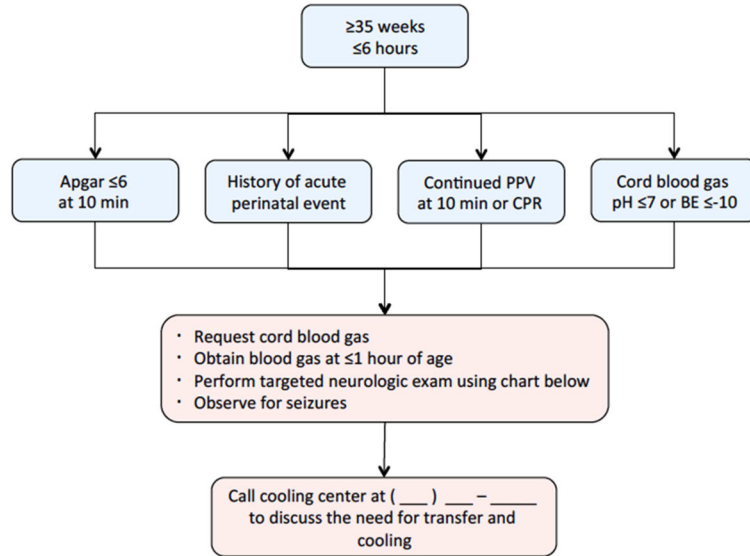 ≥35 weeks
≤6 hours
Apgar ≤6
at 10 min
History of acute
perinatal event
Continued PPV
at 10 min or CPR
Cord blood gas
pH ≤7 or BE ≤-10
· Request cord blood gas
· Obtain blood gas at ≤1 hour of age
· Perform targeted neurologic exam using chart below
· Observe for seizures
Call cooling center at ( ___ ) ___ – _____
to discuss the need for transfer and
cooling